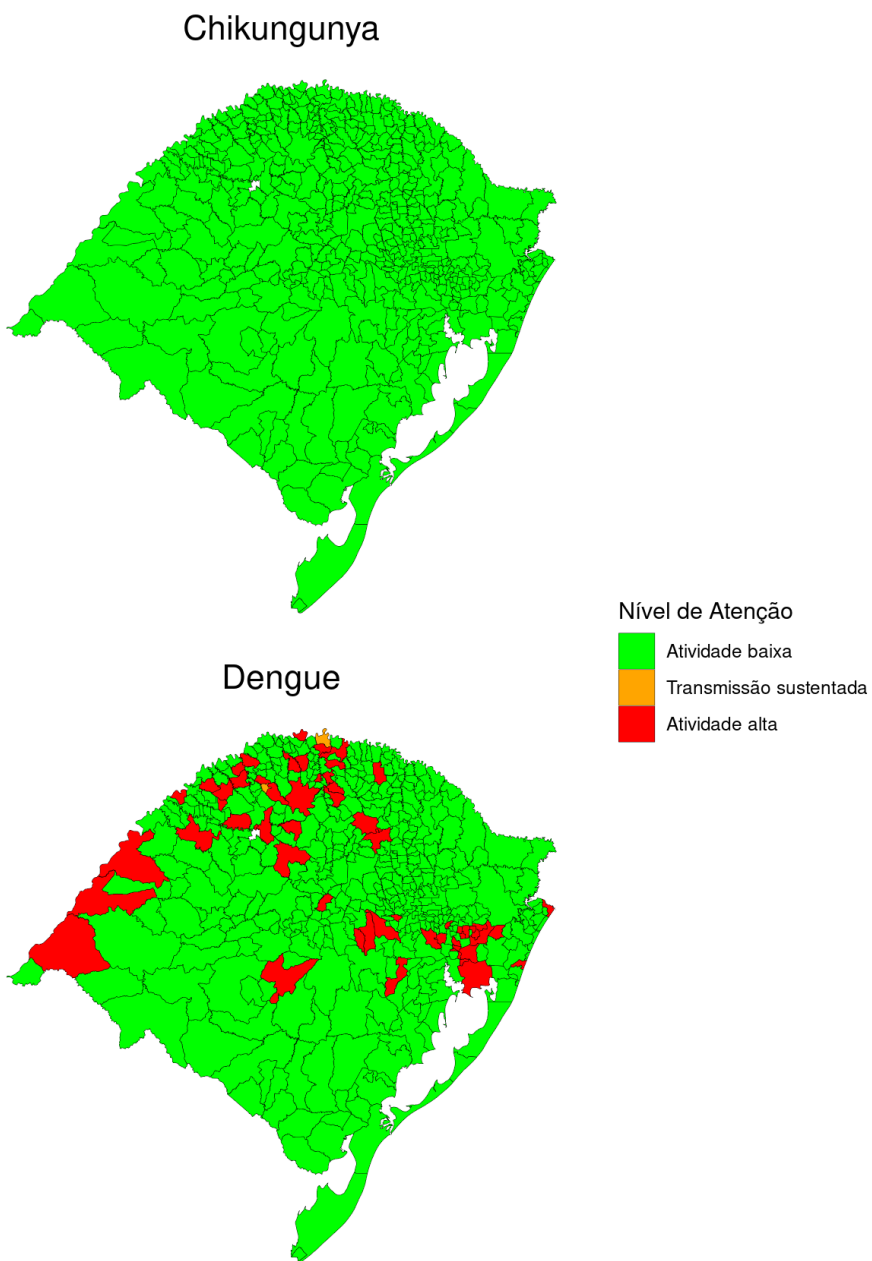 Chikungunya
Nível de Atenção
Atividade baixa
Transmissão sustentada
Atividade alta
Dengue